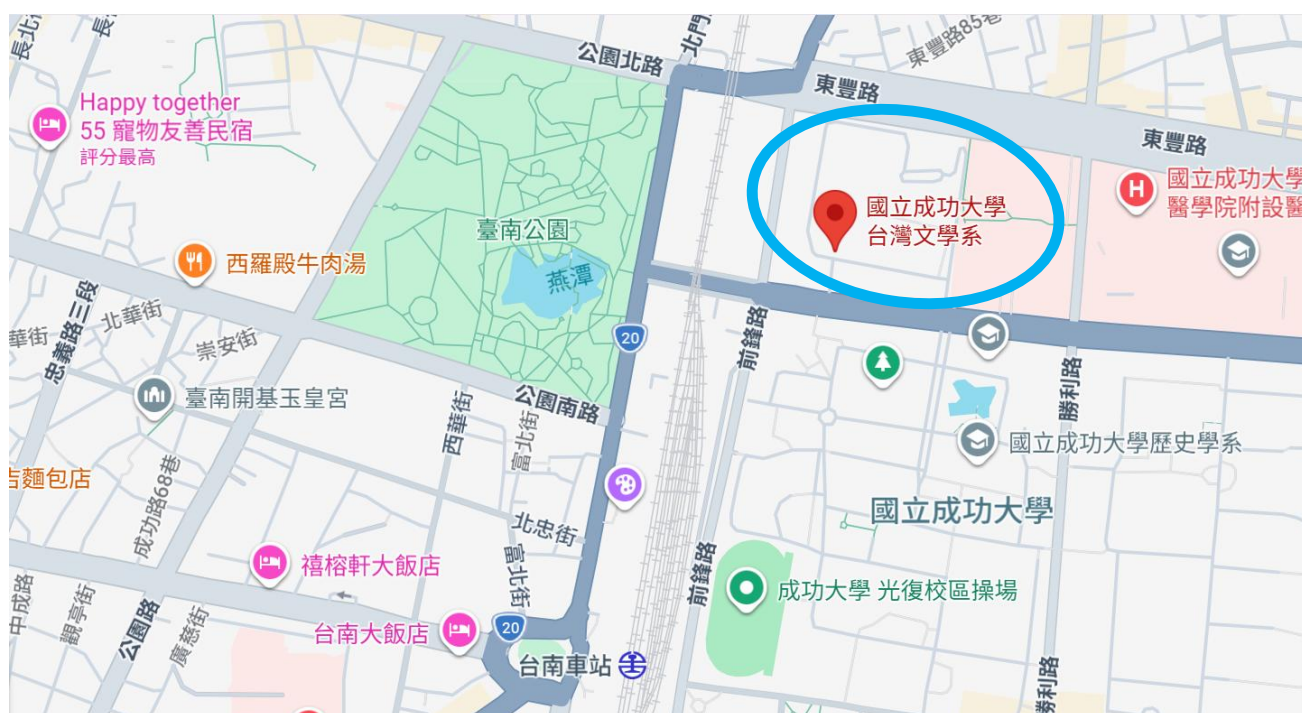 長北街
長
公園北路
北門
東豐路85巷
東豐路
東豐路
Happy together
55 寵物友善民宿
評分最高
國立成功大學
台灣文學系
國立成功大學
醫學院附設醫
臺南公園
燕潭
西羅殿牛肉湯
忠義路三段
北華街
華街
崇安街
20
前鋒路
臺南開基玉皇宮
公園南路
西華街
富北街
勝利路
國立成功大學歷史學系
吉麵包店
成功路68巷
國立成功大學
北忠街
富北街
禧榕軒大飯店
前鋒路
成功大學 光復校區操場
中成路
觀亭街
公園路
廣慈街
台南大飯店
20
台南車站
勝利路